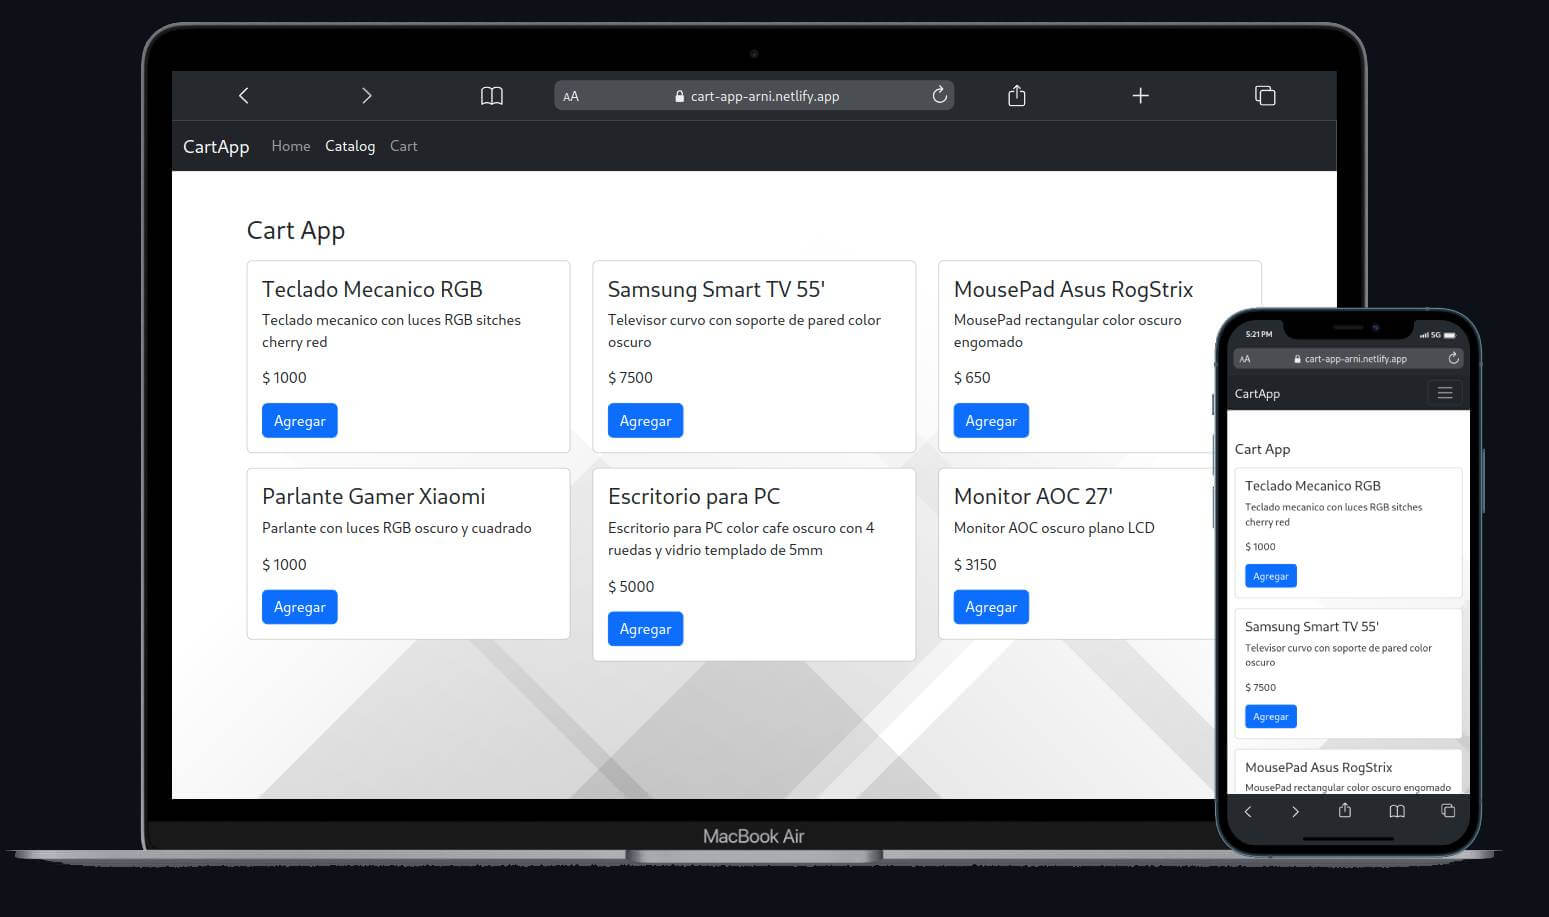 AA cart-app-arni.netlify.app
CartApp Home Catalog Cart
Cart App
Teclado Mecanico RGB
Teclado mecanico con luces RGB sitches
cherry red
$ 1000
Agregar
Samsung Smart TV 55'
Televisor curvo con soporte de pared color
oscuro
$ 7500
Agregar
MousePad Asus RogStrix
MousePad rectangular color oscuro
engomado
$ 650
Agregar
Parlante Gamer Xiaomi
Parlante con luces RGB oscuro y cuadrado
$ 1000
Agregar
Escritorio para PC
Escritorio para PC color cafe oscuro con 4
ruedas y vidrio templado de 5mm
$ 5000
Agregar
Monitor AOC 27'
Monitor AOC oscuro plano LCD
$ 3150
Agregar
MacBook Air
5:21 PM 5G
AA cart-app-arni.netlify.app
CartApp
Cart App
Teclado Mecanico RGB
Teclado mecanico con luces RGB sitches
cherry red
$ 1000
Agregar
Samsung Smart TV 55'
Televisor curvo con soporte de pared color
oscuro
$ 7500
Agregar
MousePad Asus RogStrix
MousePad rectangular color oscuro engomado